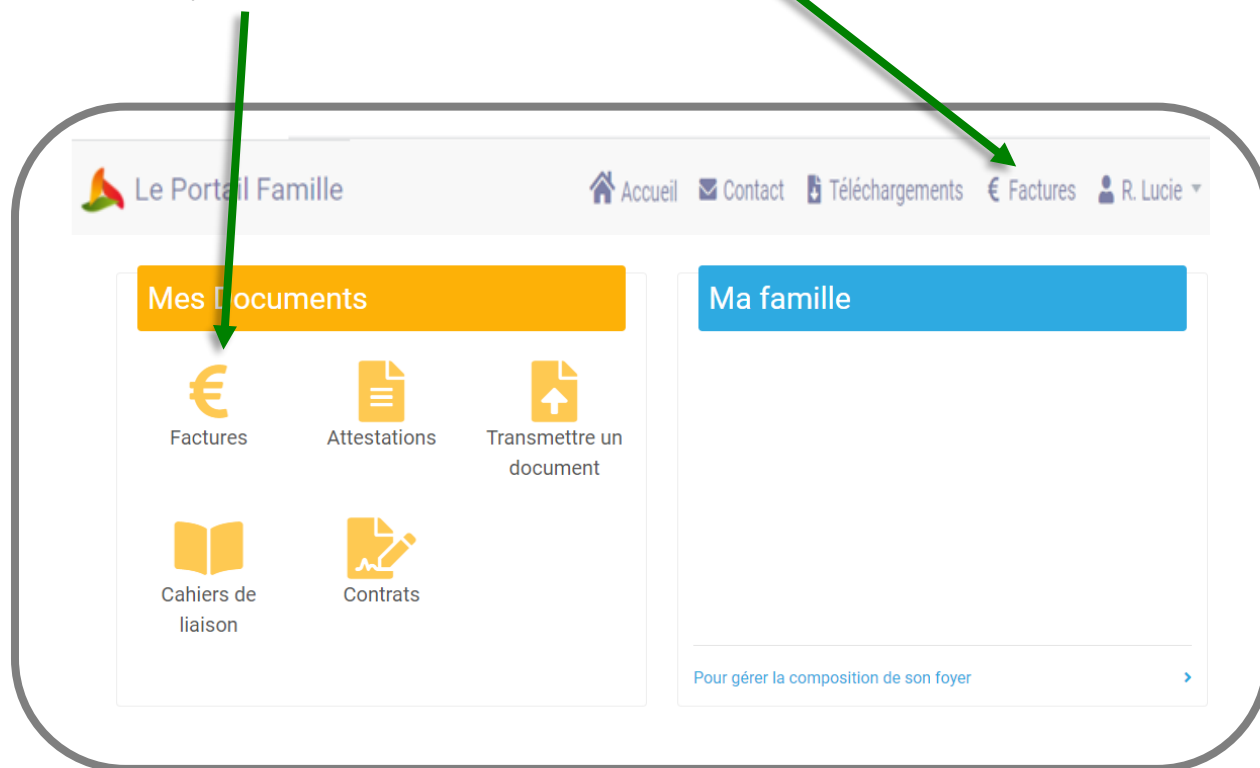 Le Portail Famille
Accueil Contact Téléchargements € Factures R. Lucie
Mes Documents
Ma famille
€
Factures
Attestations
Transmettre un
document
Cahiers de
liaison
Contrats
Pour gérer la composition de son foyer